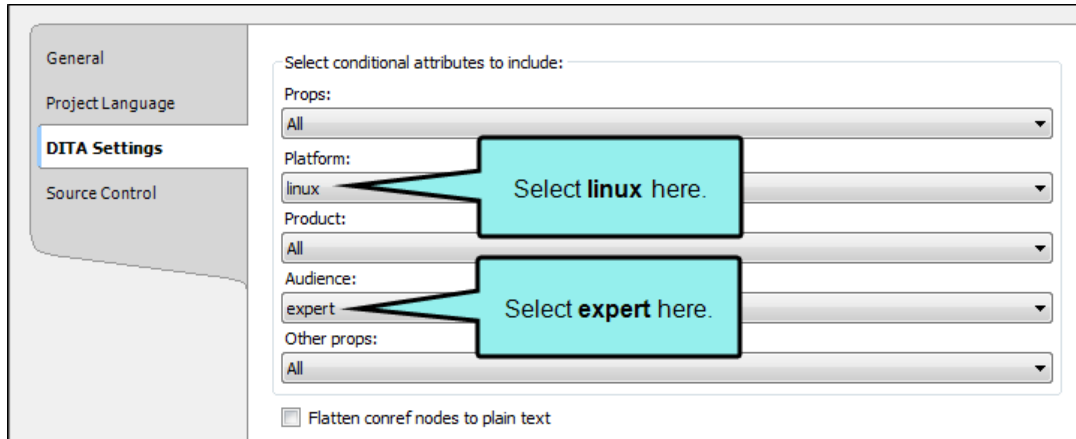 General
Project Language
DITA Settings
Source Control
Select conditional attributes to include:
Props:
All
Platform:
linux
Select linux here.
Product:
All
Audience:
expert
Select expert here.
Other props:
All
Flatten conref nodes to plain text